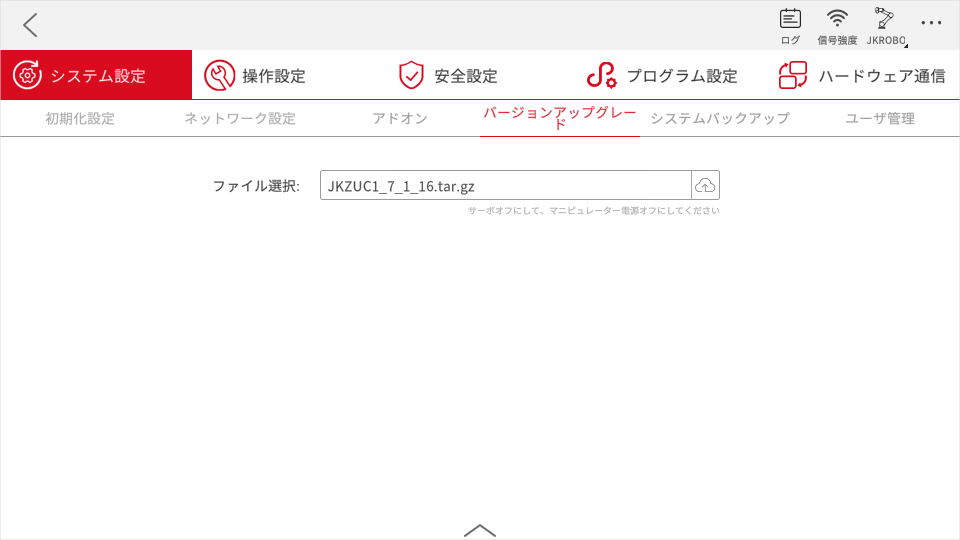 ログ
信号強度
JKROBO
システム設定
操作設定
安全設定
プログラム設定
ハードウェア通信
初期化設定
ネットワーク設定
アドオン
バージョンアップグレー
ド
システムバックアップ
ユーザ管理
ファイル選択:
JKZUC1_7_1_16.tar.gz
サーボオフにして、マニピュレーター電源オフにしてください